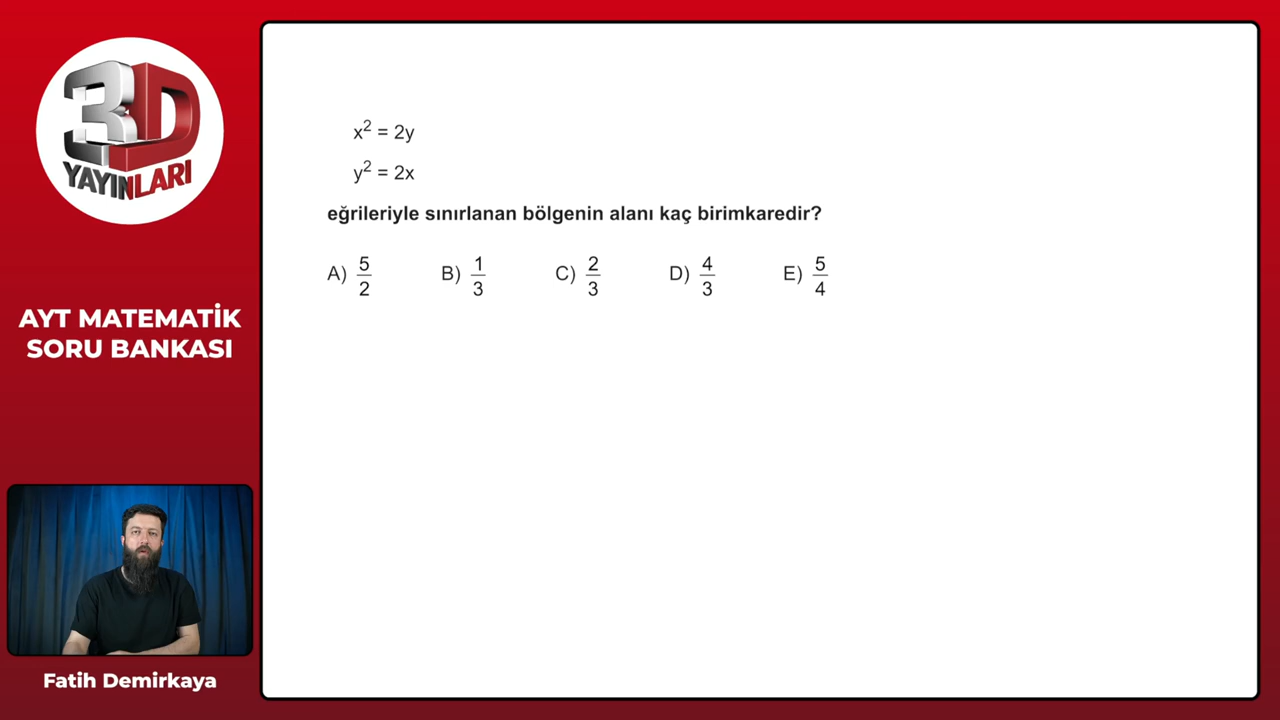 3D
YAYINLARI
AYT MATEMATİK
SORU BANKASI
Fatih Demirkaya
x² = 2y
y² = 2x
eğrileriyle sınırlanan bölgenin alanı kaç birimkaredir?
A) 5/2 B) 1/3 C) 2/3 D) 4/3 E) 5/4